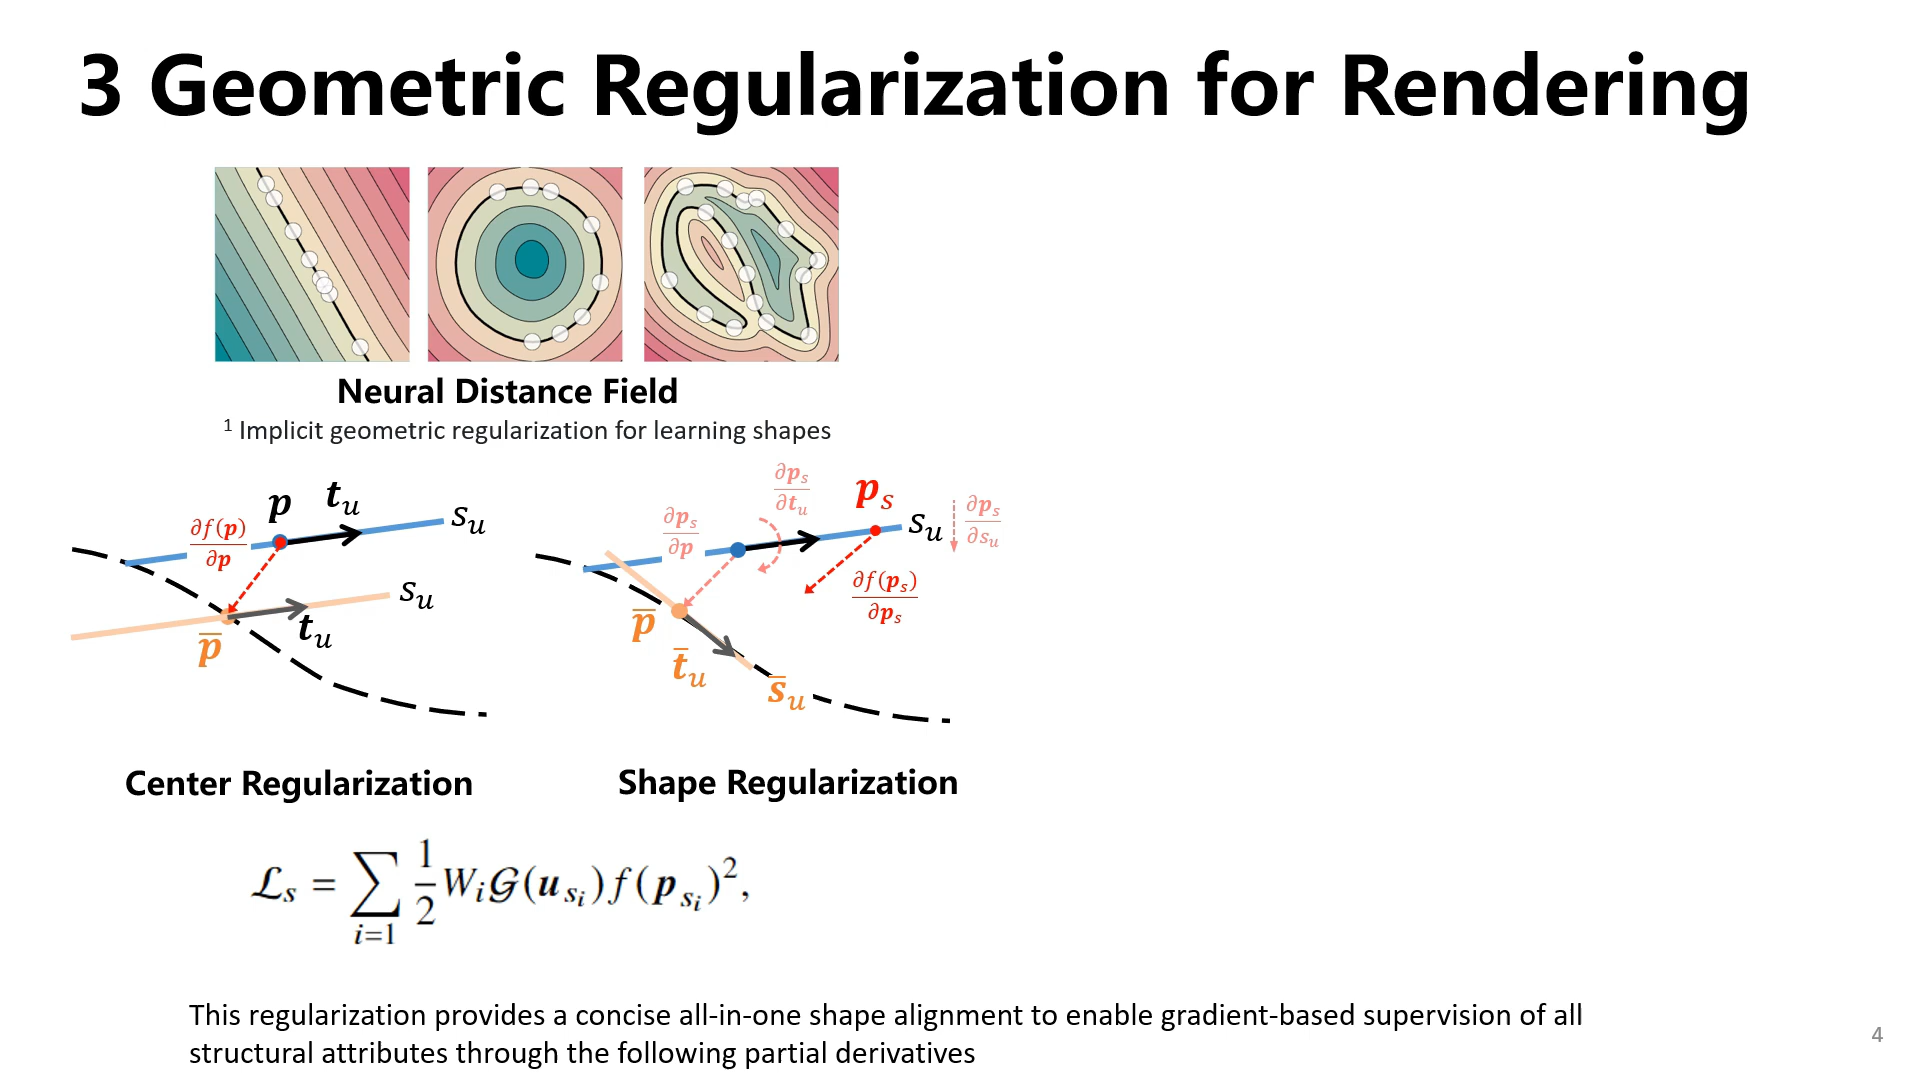 3 Geometric Regularization for Rendering
Neural Distance Field
¹ Implicit geometric regularization for learning shapes
∂f(p)/∂p
p
t_u
s_u
s_u
t_u
p̅
∂p_s/∂p
∂p_s/∂t_u
p_s
s_u
∂p_s/∂s_u
∂f(p_s)/∂p_s
p̅
t̅_u
s̅_u
Center Regularization
Shape Regularization
ℒ_s = ∑_{i=1} 1/2 W_i 𝒢(u_{s_i}) f(p_{s_i})²,
This regularization provides a concise all-in-one shape alignment to enable gradient-based supervision of all
structural attributes through the following partial derivatives
4